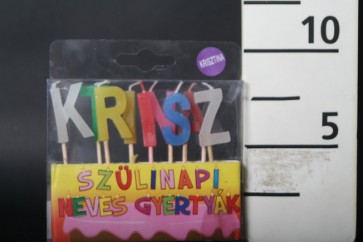 KRISZTINA
10
KRISZ
5
SZÜLINAPI
NEVES GYERTYÁK